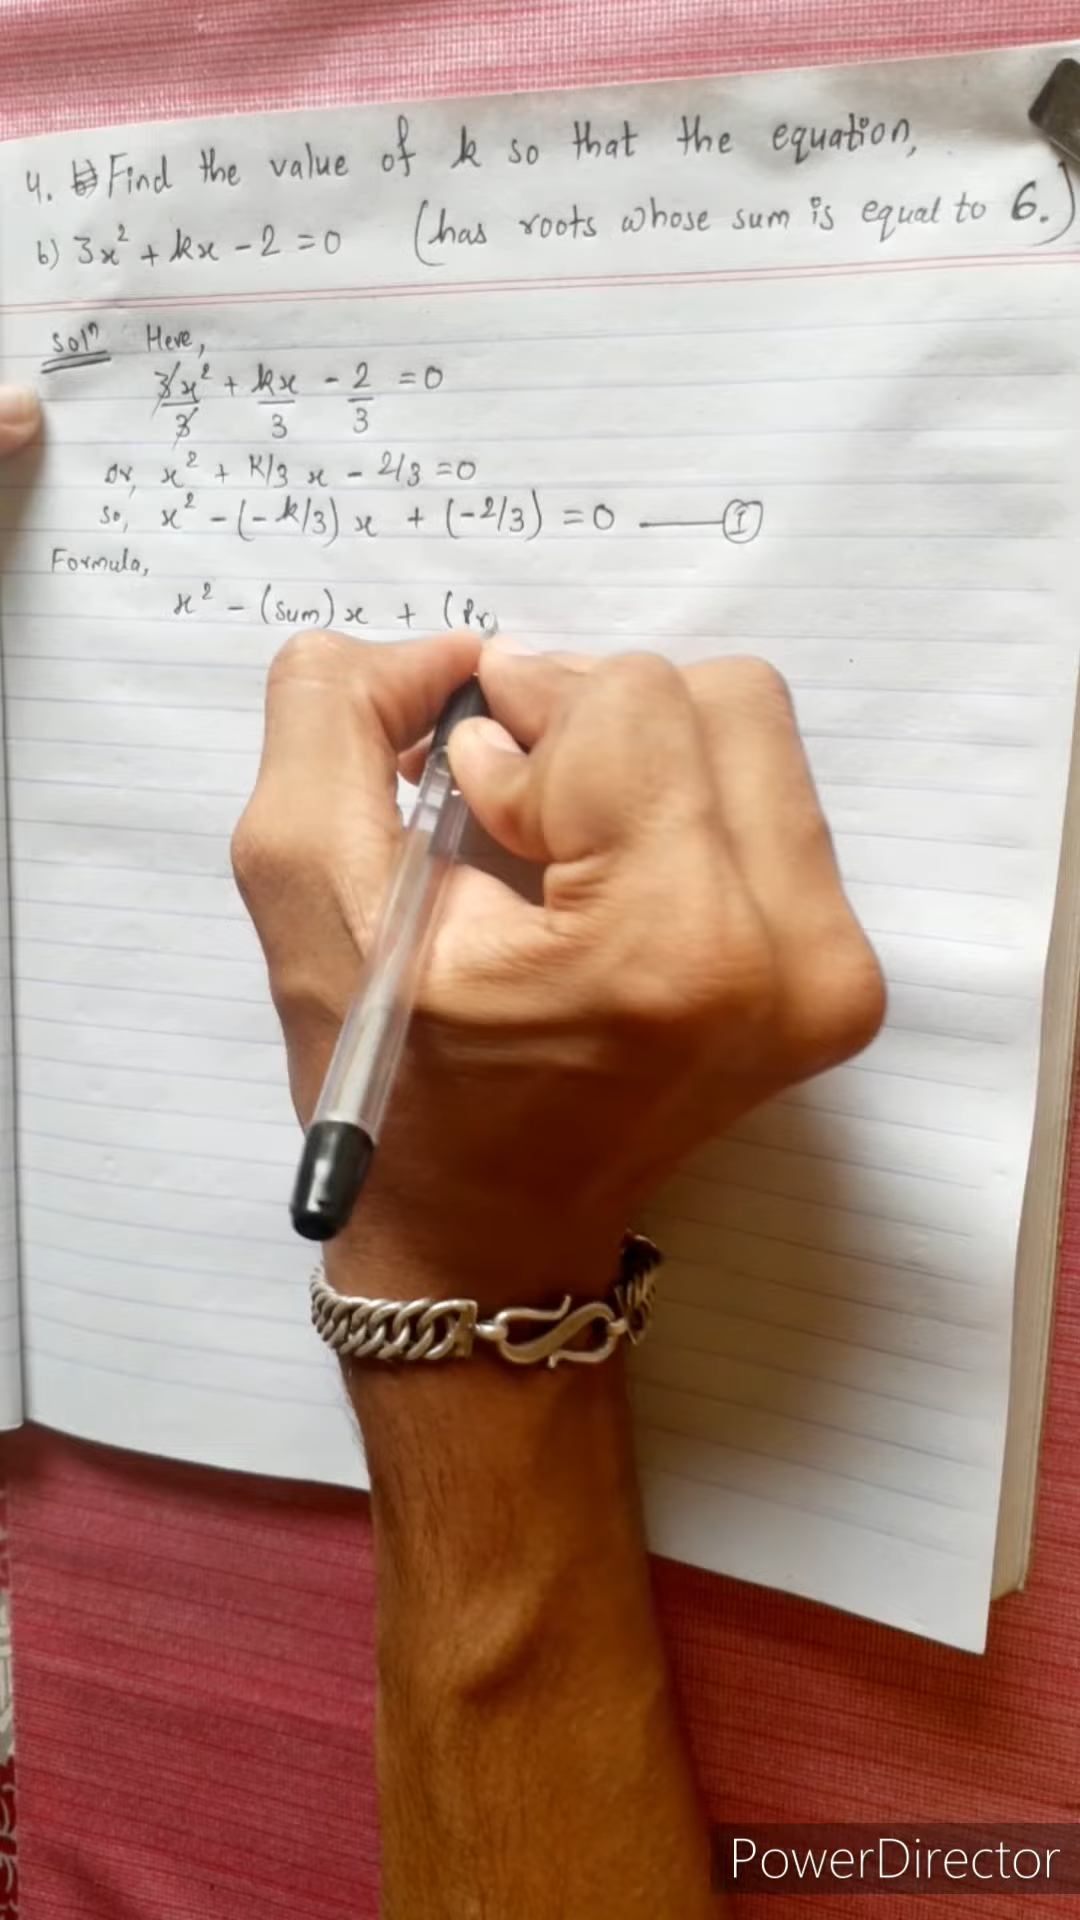 4. Find the value of k so that the equation,
b) 3x² + kx - 2 = 0 (has roots whose sum is equal to 6.)
Solⁿ Here,
3x²/3 + kx/3 - 2/3 = 0
or, x² + k/3 x - 2/3 = 0
So, x² - (-k/3) x + (-2/3) = 0 —— I
Formula,
x² - (sum) x + (Pr
PowerDirector